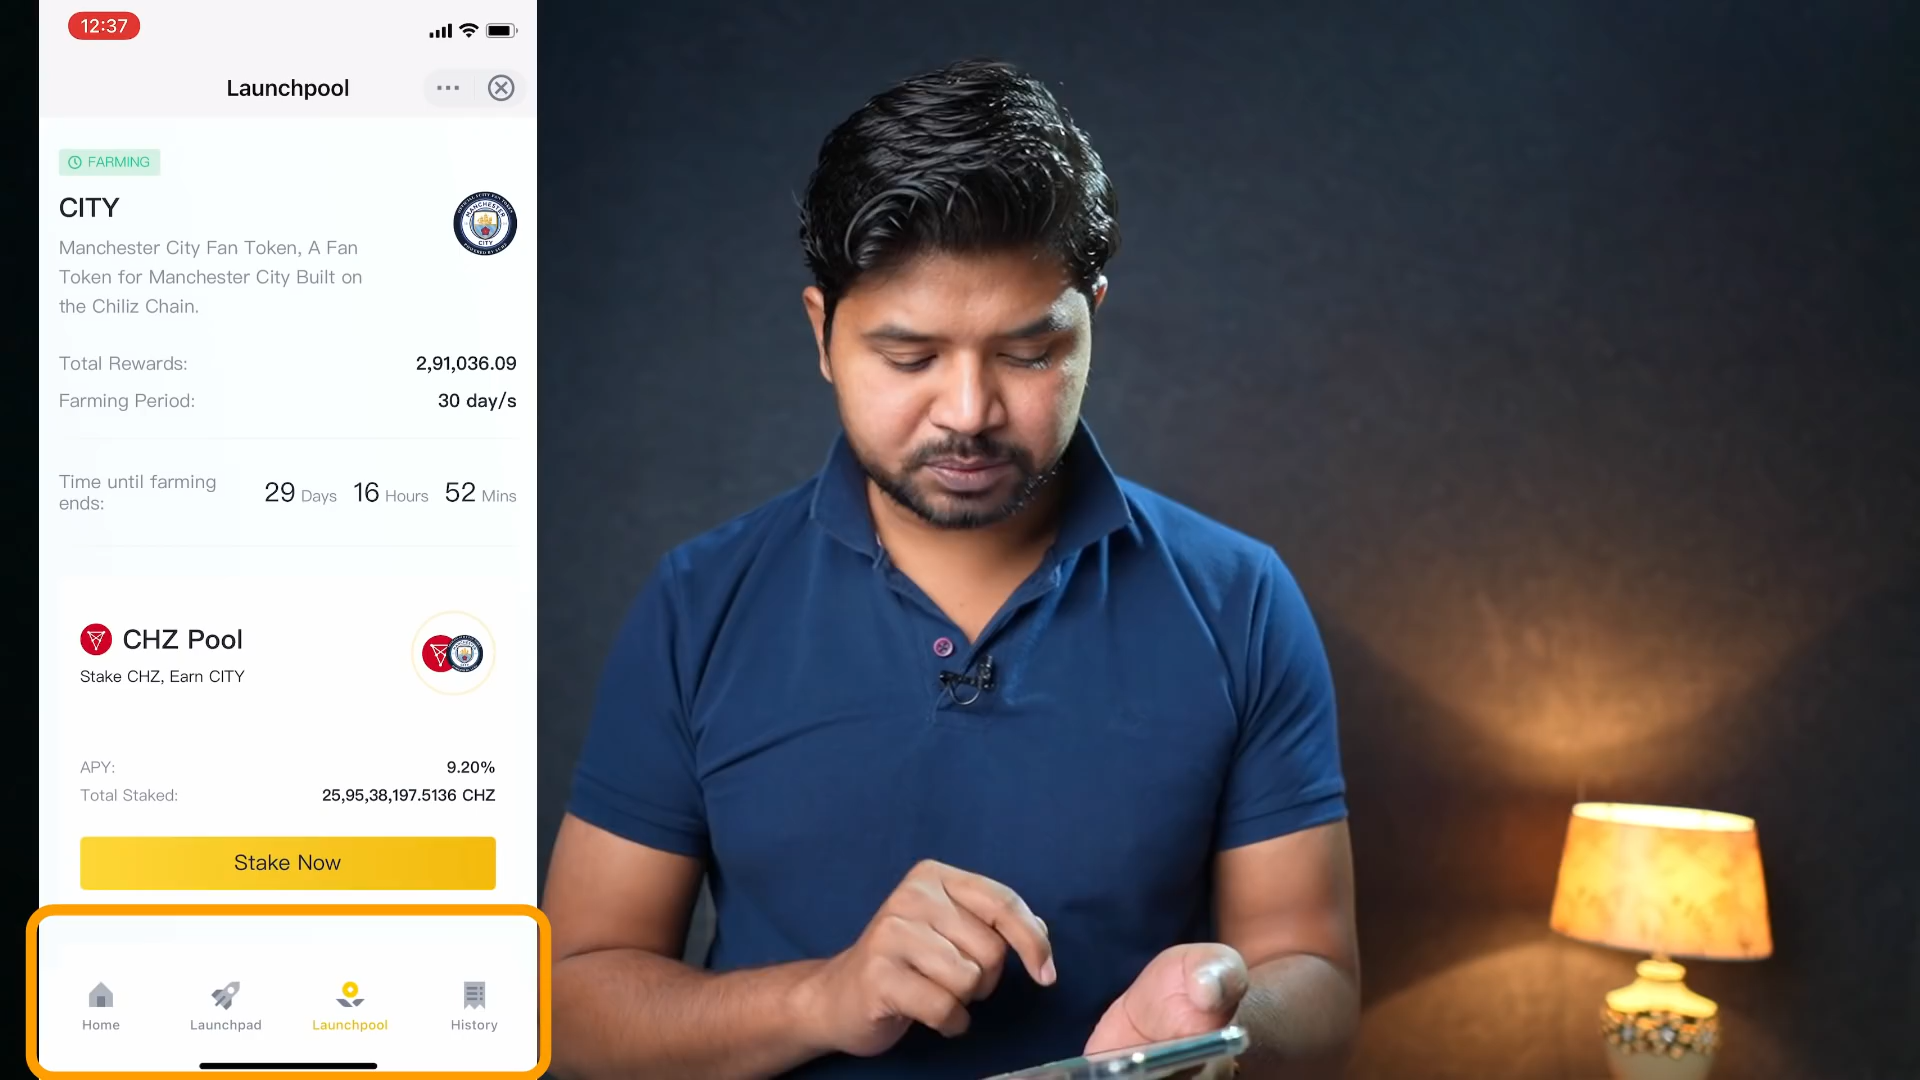 12:37
Launchpool
FARMING
CITY
MANCHESTER
CITY
Manchester City Fan Token, A Fan
Token for Manchester City Built on
the Chiliz Chain.
Total Rewards: 2,91,036.09
Farming Period: 30 day/s
Time until farming
ends:
29 Days 16 Hours 52 Mins
CHZ Pool
Stake CHZ, Earn CITY
APY: 9.20%
Total Staked: 25,95,38,197.5136 CHZ
Stake Now
Home Launchpad Launchpool History